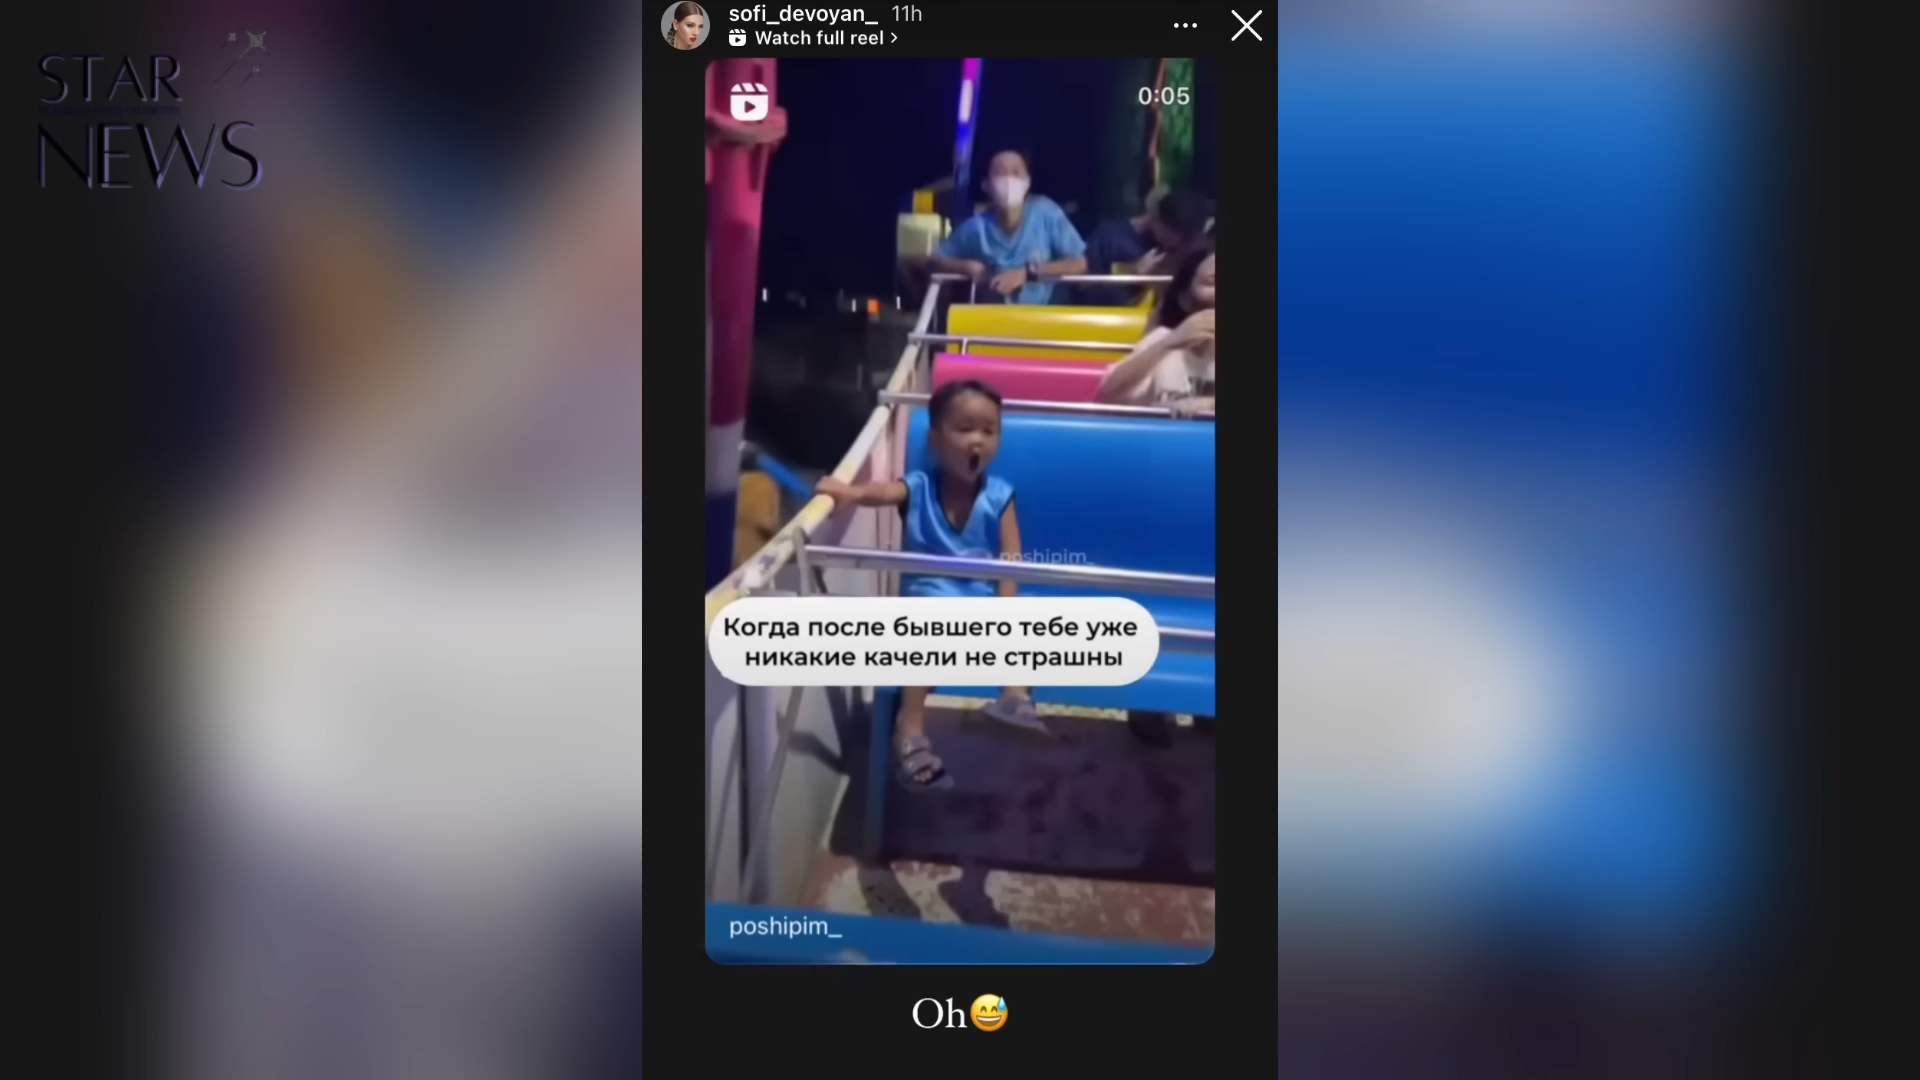 STAR
NEWS
sofi_devoyan_ 11h
Watch full reel >
0:05
poshipim_
Когда после бывшего тебе уже
никакие качели не страшны
poshipim_
Oh😅